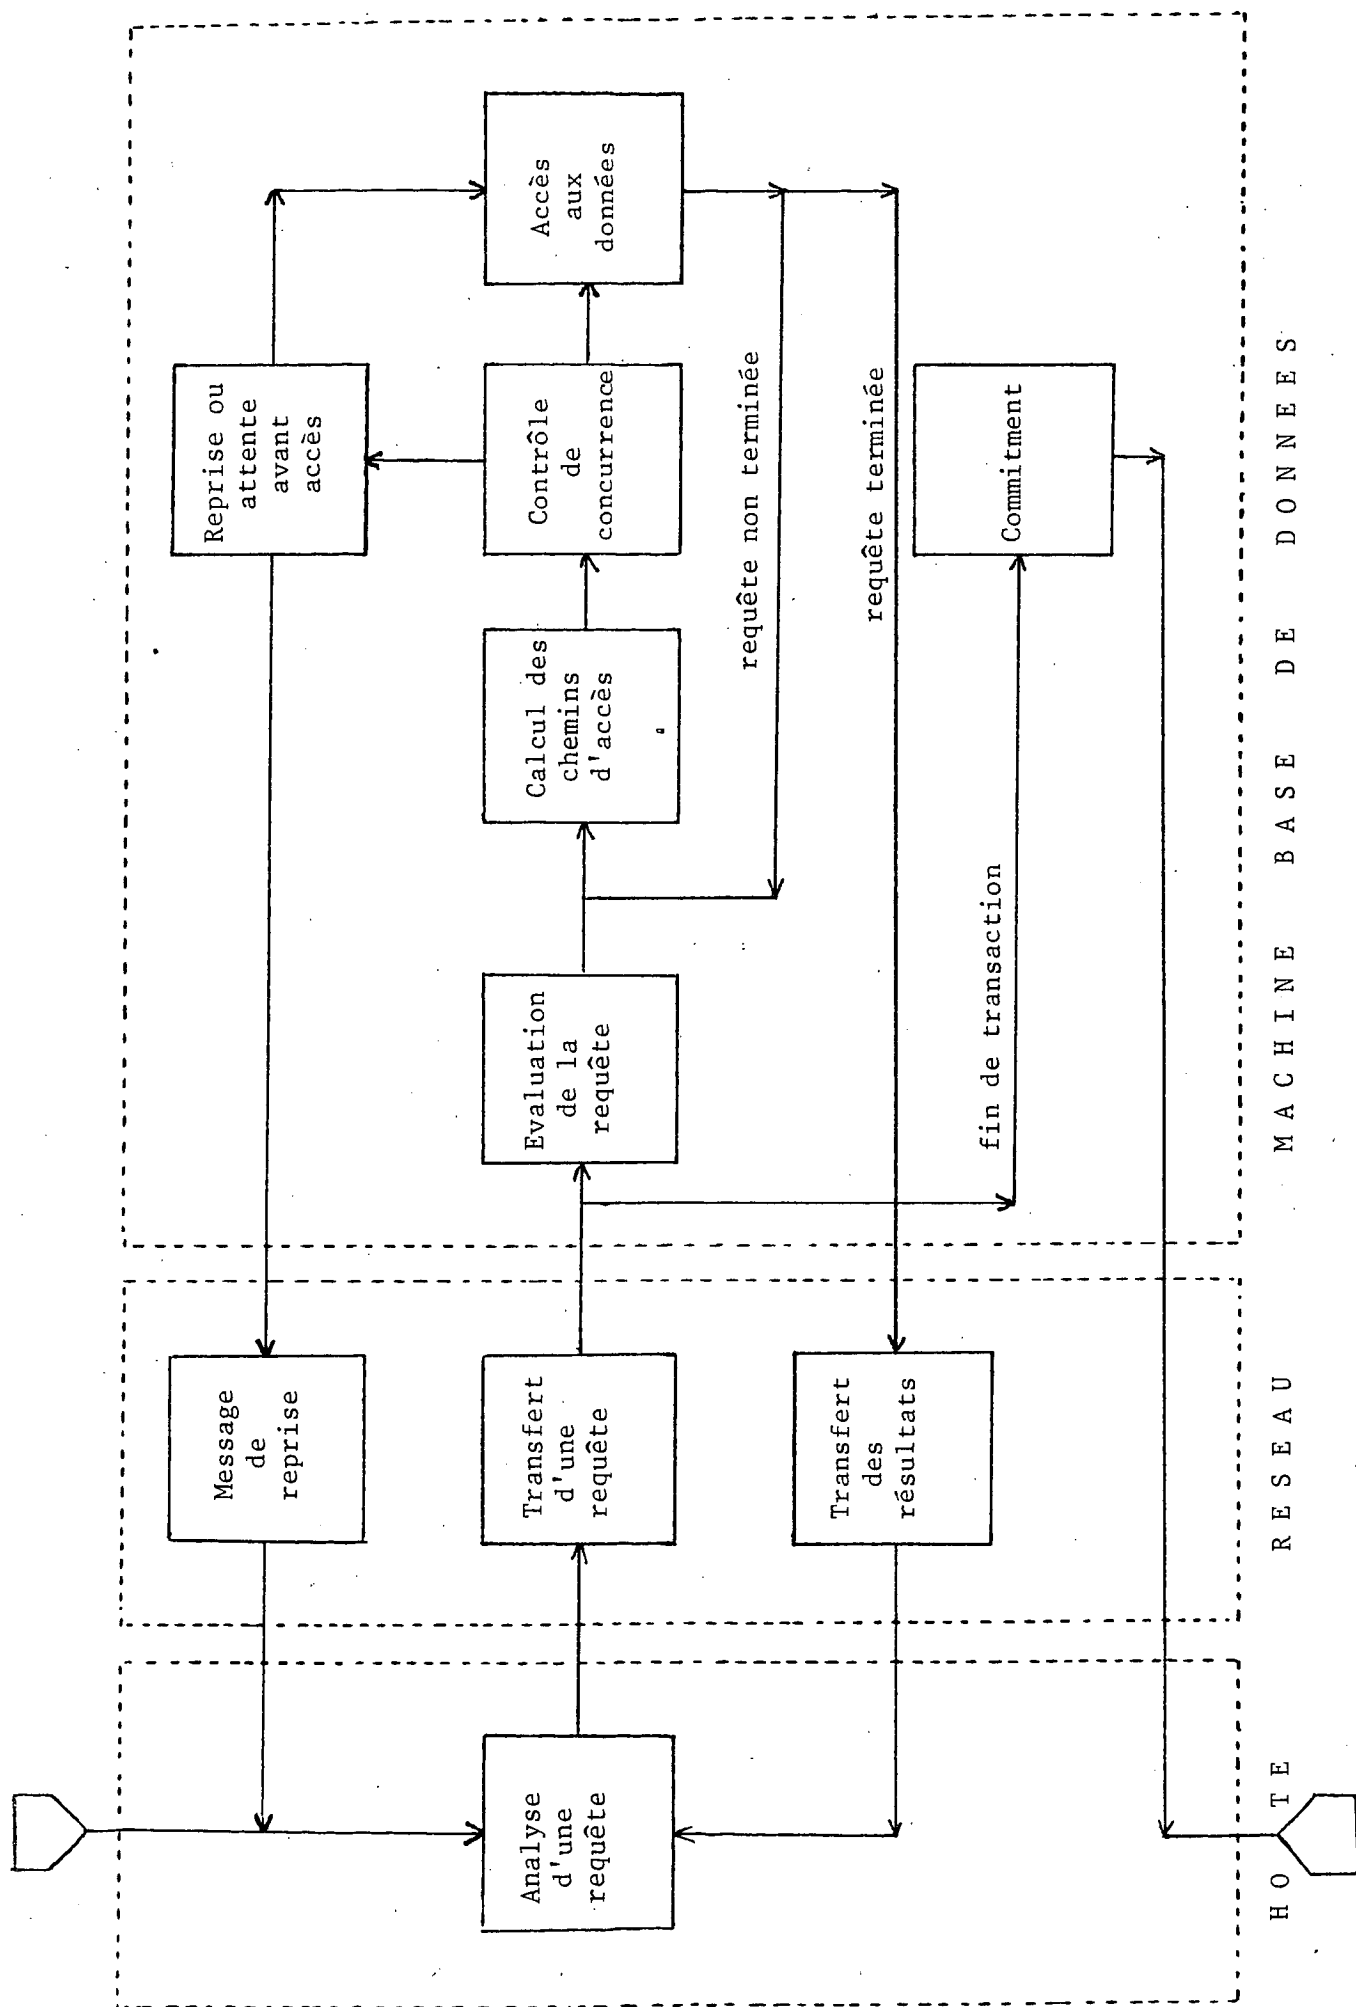 Reprise ou
attente
avant
accès
Message
de
reprise
Analyse
d'une
requête
Transfert
d'une
requête
Evaluation
de la
requête
Calcul des
chemins
d'accès
Contrôle
de
concurrence
Accès
aux
données
requête non terminée
requête terminée
Transfert
des
résultats
fin de transaction
Commitment
HOTE
RESEAU
MACHINE BASE DE DONNEES